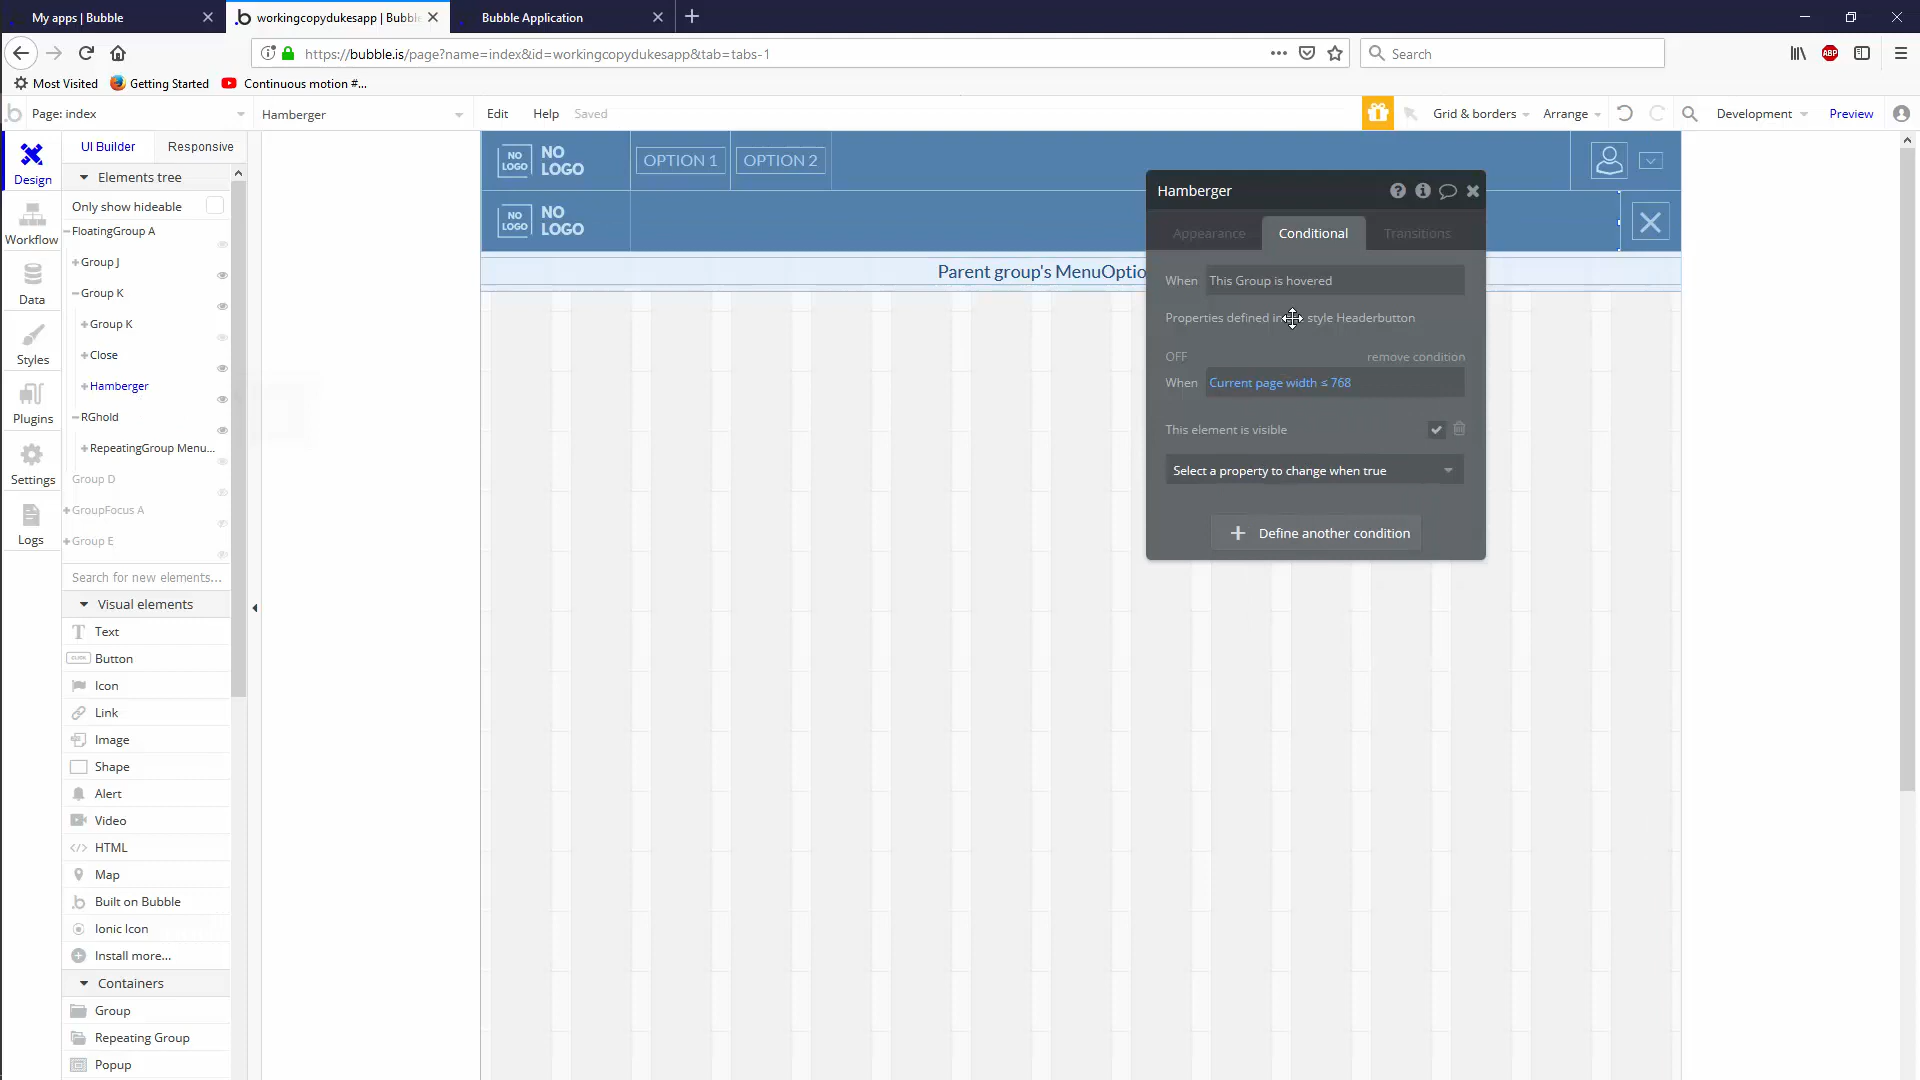 My apps | Bubble
workingcopydukesapp | Bubble
Bubble Application
https://bubble.is/page?name=index&id=workingcopydukesapp&tab=tabs-1
Search
ABP
Most Visited
Getting Started
Continuous motion #...
Page: index
Hamberger
Edit
Help
Saved
Grid & borders
Arrange
Development
Preview
Design
Workflow
Data
Styles
Plugins
Settings
Logs
UI Builder
Responsive
Elements tree
Only show hideable
FloatingGroup A
Group J
Group K
Group K
Close
Hamberger
RGhold
RepeatingGroup Menu...
Group D
GroupFocus A
Group E
Search for new elements...
Visual elements
Text
CLICK
Button
Icon
Link
Image
Shape
Alert
Video
HTML
Map
Built on Bubble
Ionic Icon
Install more...
Containers
Group
Repeating Group
Popup
NO LOGO
NO
LOGO
OPTION 1
OPTION 2
NO LOGO
NO
LOGO
Parent group's MenuOptio
Hamberger
Appearance
Conditional
Transitions
When
This Group is hovered
Properties defined in style Headerbutton
OFF
remove condition
When
Current page width ≤ 768
This element is visible
Select a property to change when true
Define another condition